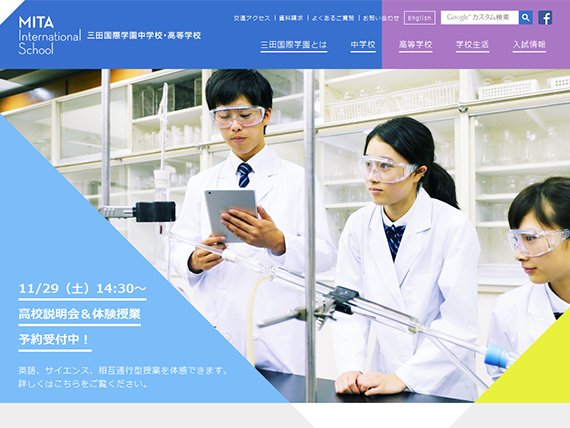 MITA
International
School
三田国際学園中学校・高等学校
交通アクセス | 資料請求 | よくあるご質問 | お問い合わせ
English
Google™ カスタム検索
三田国際学園とは 中学校 高等学校 学校生活 入試情報
11/29（土）14:30～
高校説明会＆体験授業
予約受付中！
英語、サイエンス、相互通行型授業を体感できます。
詳しくはこちらをご覧ください。